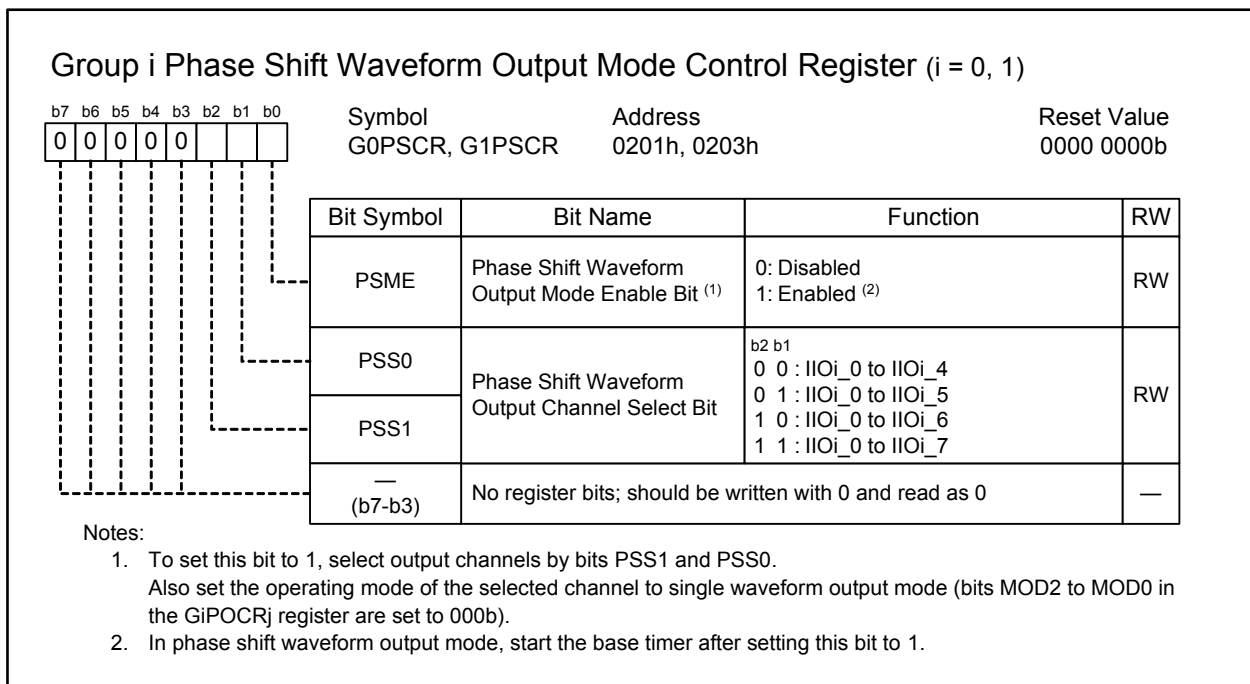 Group i Phase Shift Waveform Output Mode Control Register (i = 0, 1)
b7 b6 b5 b4 b3 b2 b1 b0
0 0 0 0 0
Symbol Address Reset Value
G0PSCR, G1PSCR 0201h, 0203h 0000 0000b
Bit Symbol Bit Name Function RW
PSME
Phase Shift Waveform
Output Mode Enable Bit (1)
0: Disabled
1: Enabled (2)
RW
PSS0
PSS1
Phase Shift Waveform
Output Channel Select Bit
b2 b1
0 0 : IIOi_0 to IIOi_4
0 1 : IIOi_0 to IIOi_5
1 0 : IIOi_0 to IIOi_6
1 1 : IIOi_0 to IIOi_7
RW
—
(b7-b3)
No register bits; should be written with 0 and read as 0
—
Notes:
1. To set this bit to 1, select output channels by bits PSS1 and PSS0.
Also set the operating mode of the selected channel to single waveform output mode (bits MOD2 to MOD0 in
the GiPOCRj register are set to 000b).
2. In phase shift waveform output mode, start the base timer after setting this bit to 1.